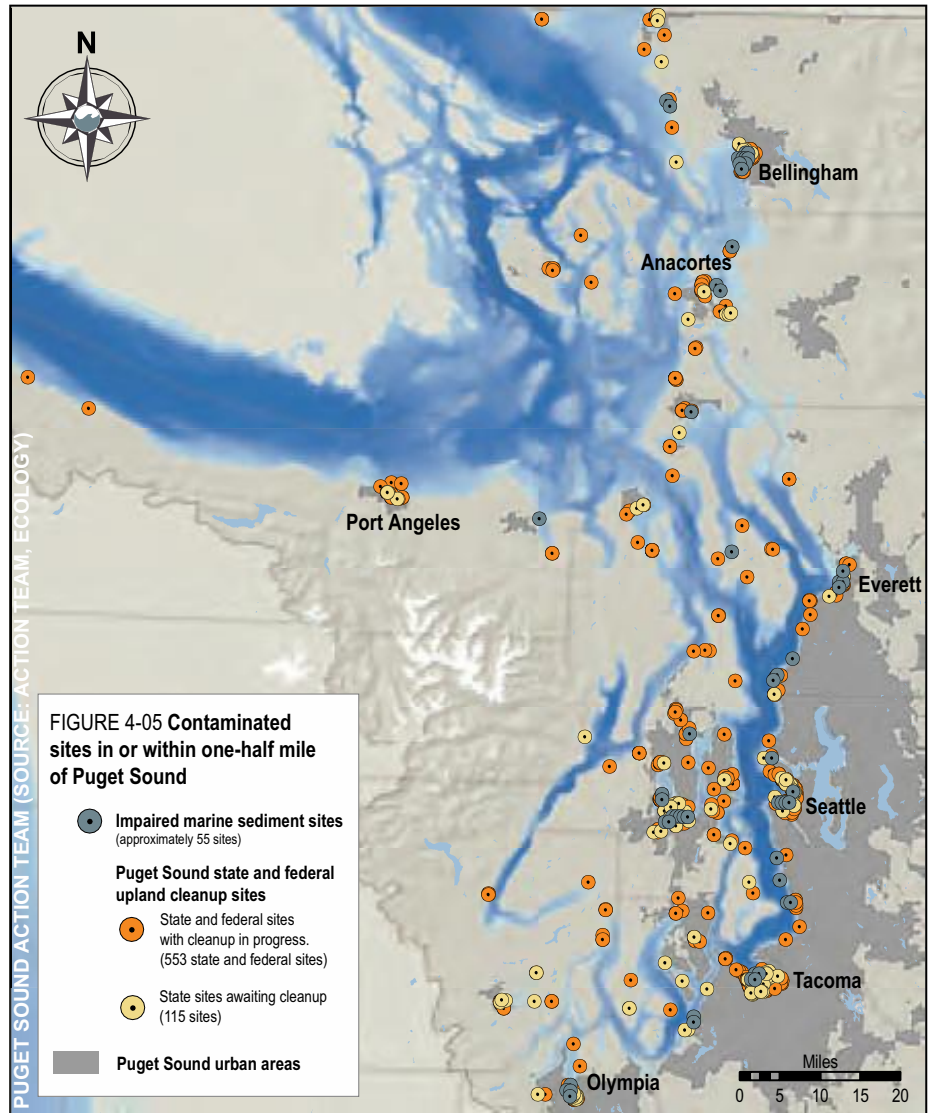 N
Bellingham
Anacortes
Port Angeles
Everett
Seattle
Tacoma
Olympia
FIGURE 4-05 Contaminated
sites in or within one-half mile
of Puget Sound
Impaired marine sediment sites
(approximately 55 sites)
Puget Sound state and federal
upland cleanup sites
State and federal sites
with cleanup in progress.
(553 state and federal sites)
State sites awaiting cleanup
(115 sites)
Puget Sound urban areas
Miles
0 5 10 15 20
PUGET SOUND ACTION TEAM (SOURCE: ACTION TEAM, ECOLOGY)